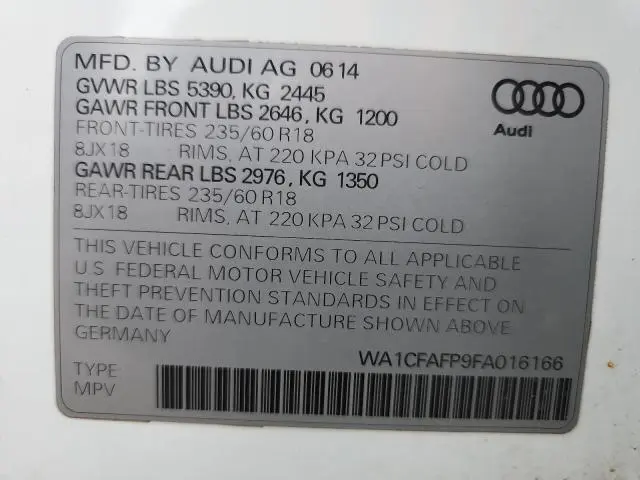 MFD. BY AUDI AG 0614
GVWR LBS 5390, KG 2445
GAWR FRONT LBS 2646, KG 1200
FRONT-TIRES 235/60 R18
8JX18 RIMS, AT 220 KPA 32 PSI COLD
GAWR REAR LBS 2976, KG 1350
REAR-TIRES 235/60 R18
8JX18 RIMS, AT 220 KPA 32 PSI COLD
Audi
THIS VEHICLE CONFORMS TO ALL APPLICABLE
U.S FEDERAL MOTOR VEHICLE SAFETY AND
THEFT PREVENTION STANDARDS IN EFFECT ON
THE DATE OF MANUFACTURE SHOWN ABOVE.
GERMANY
WA1CFAFP9FA016166
TYPE
MPV